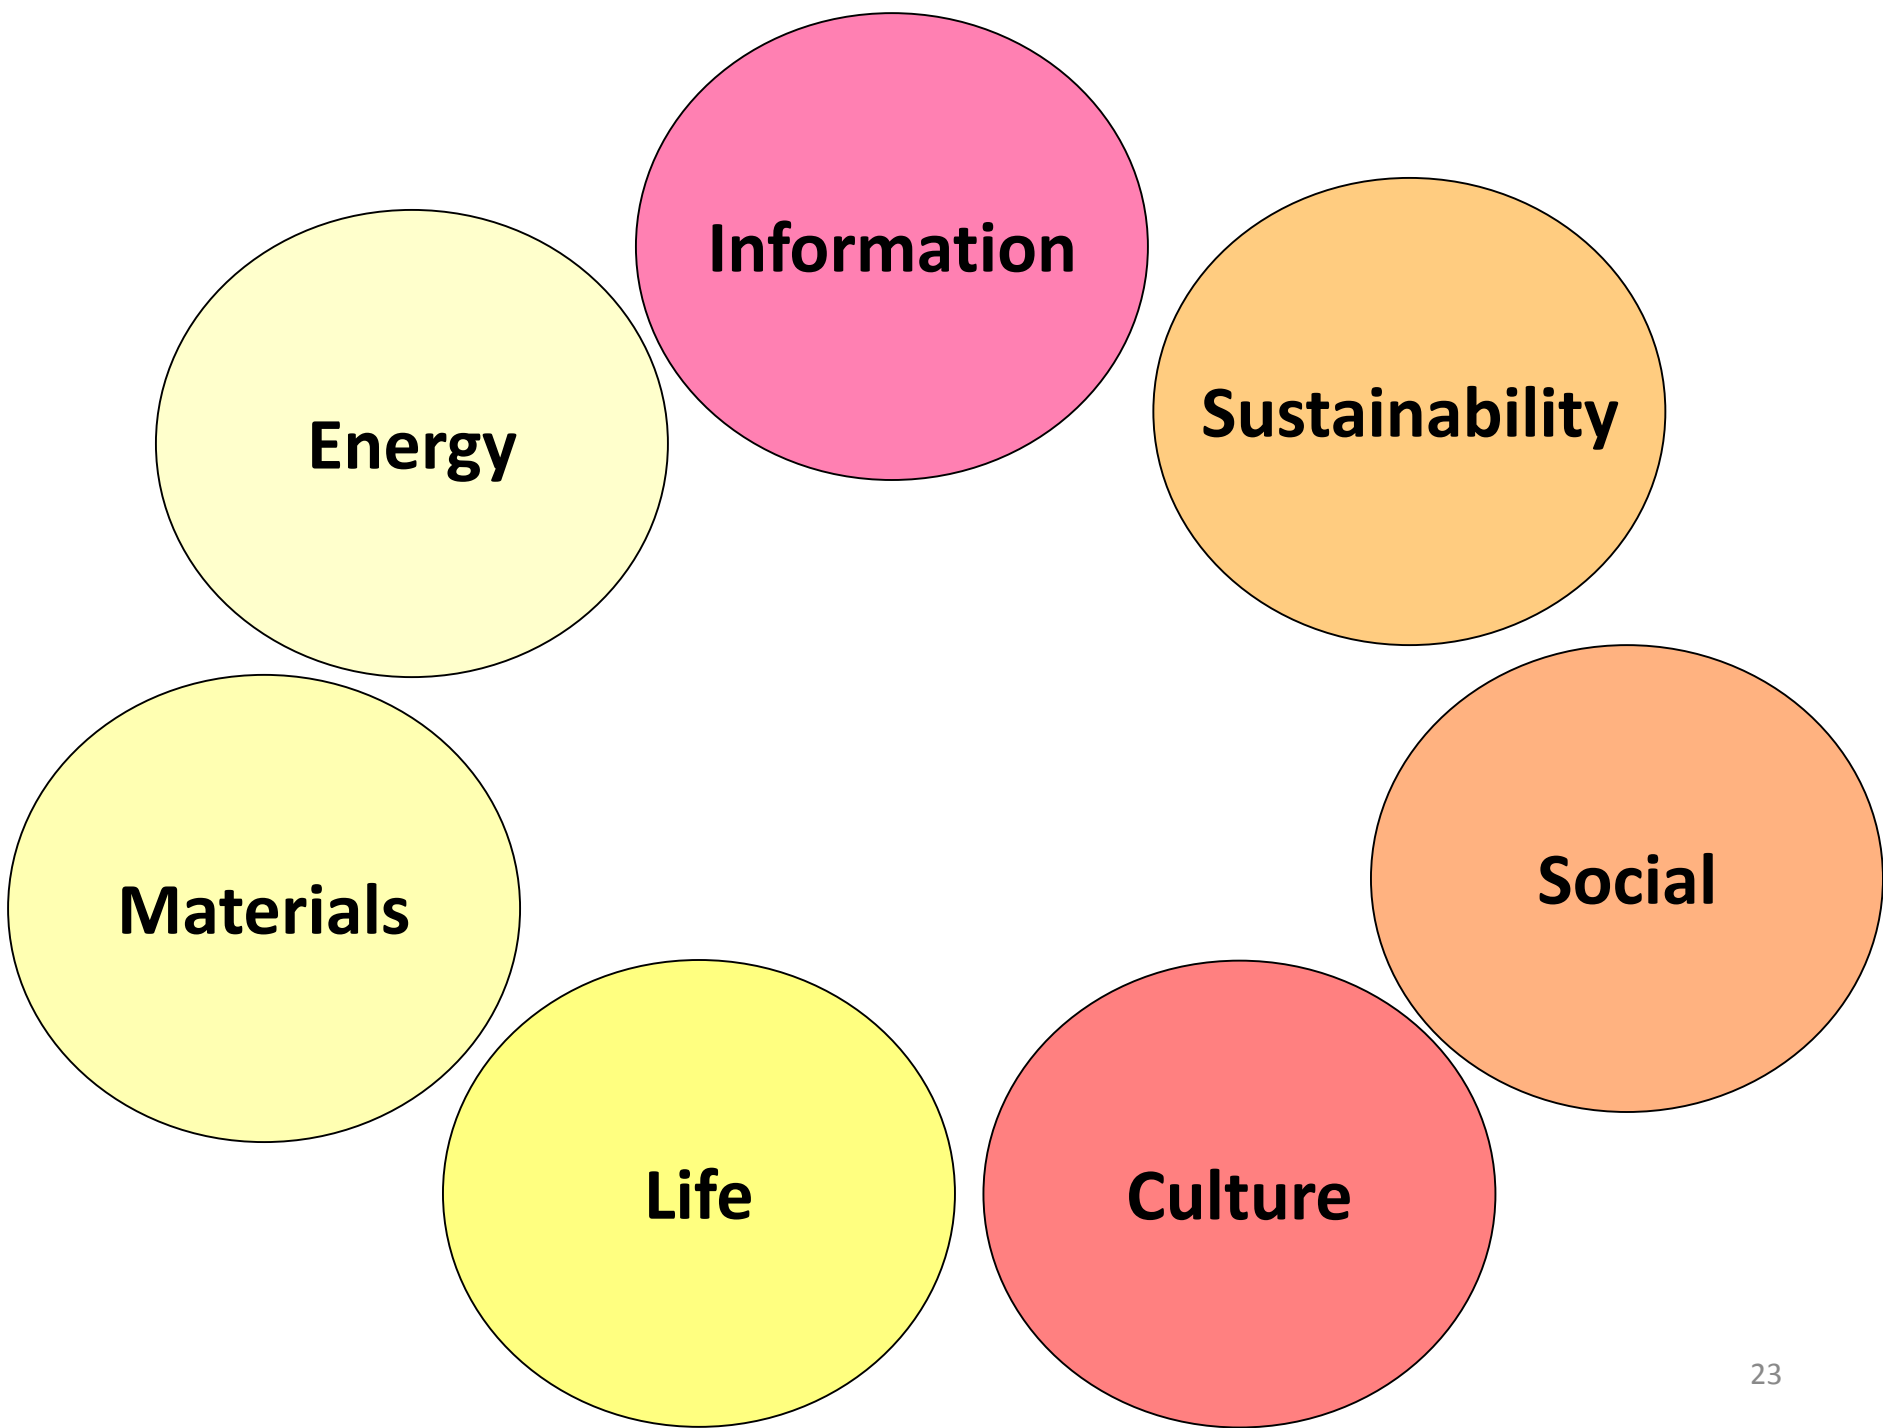 Information
Sustainability
Energy
Social
Materials
Life
Culture
23